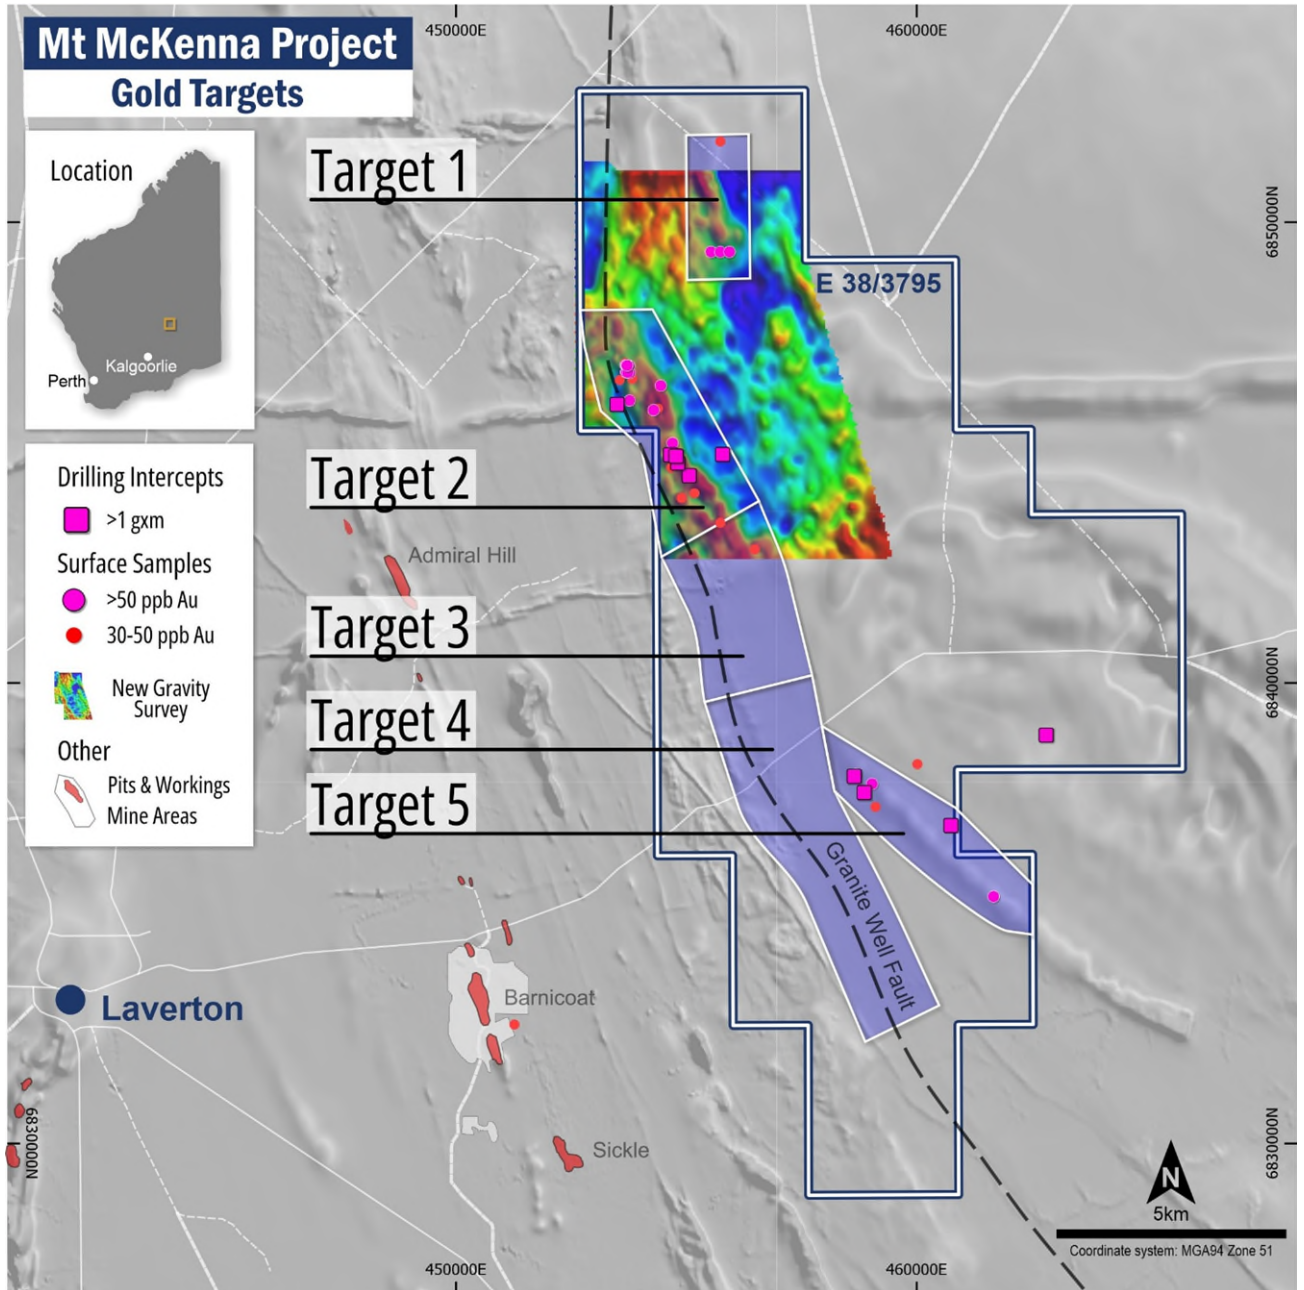 Mt McKenna Project
Gold Targets
450000E
460000E
Location
Kalgoorlie
Perth
Drilling Intercepts
>1 gxm
Surface Samples
>50 ppb Au
30-50 ppb Au
New Gravity
Survey
Other
Pits & Workings
Mine Areas
Target 1
Target 2
Target 3
Target 4
Target 5
E 38/3795
6850000N
6840000N
6830000N
6830000N
Admiral Hill
Granite Well Fault
Barnicoat
Laverton
Sickle
N
5km
Coordinate system: MGA94 Zone 51
450000E
460000E